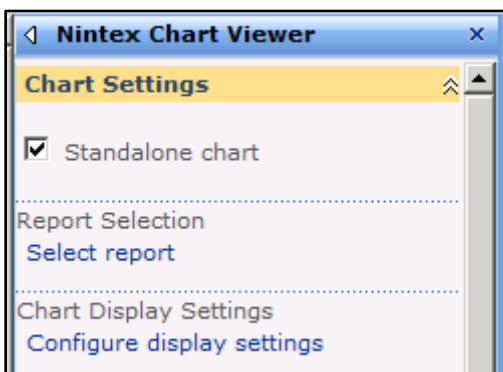 Nintex Chart Viewer
Chart Settings
Standalone chart
Report Selection
Select report
Chart Display Settings
Configure display settings